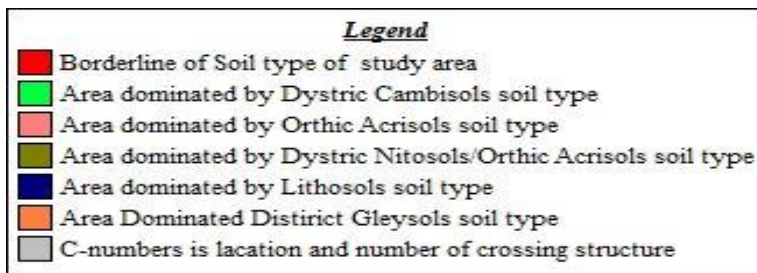 Legend
Borderline of Soil type of study area
Area dominated by Dystric Cambisols soil type
Area dominated by Orthic Acrisols soil type
Area dominated by Dystric Nitosols/Orthic Acrisols soil type
Area dominated by Lithosols soil type
Area Dominated Distirict Gleysols soil type
C-numbers is lacation and number of crossing structure